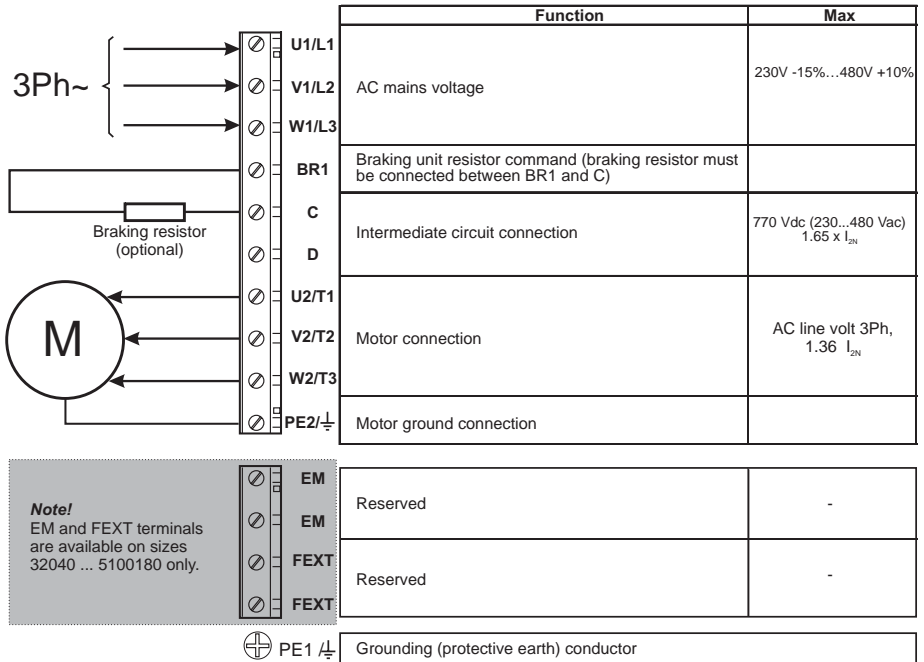 Function Max
3Ph~
U1/L1
V1/L2
W1/L3
AC mains voltage
230V -15%…480V +10%
BR1
Braking unit resistor command (braking resistor must
be connected between BR1 and C)
C
D
Braking resistor
(optional)
Intermediate circuit connection
770 Vdc (230...480 Vac)
1.65 x I2N
M
U2/T1
V2/T2
W2/T3
Motor connection
AC line volt 3Ph,
1.36 I2N
PE2/⏚
Motor ground connection
Note!
EM and FEXT terminals
are available on sizes
32040 ... 5100180 only.
EM
EM
Reserved
-
FEXT
FEXT
Reserved
-
PE1 /⏚
Grounding (protective earth) conductor